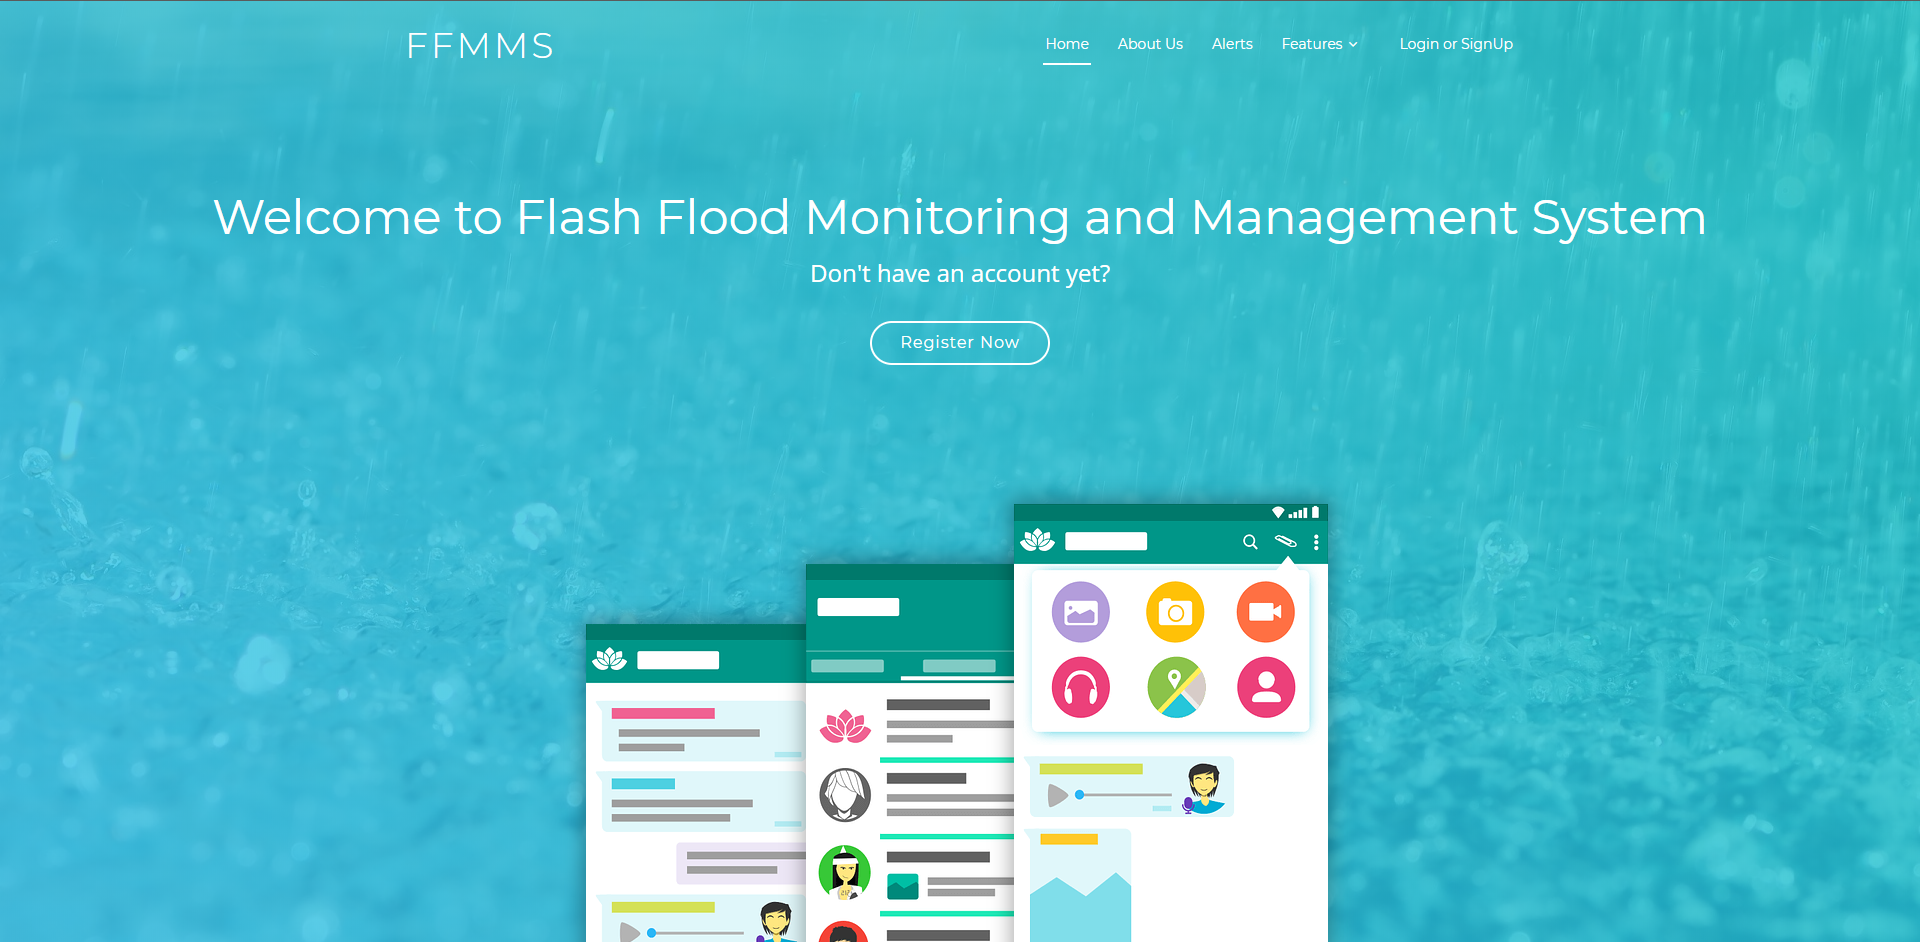 FFMMS
Home
About Us
Alerts
Features
Login or SignUp
Welcome to Flash Flood Monitoring and Management System
Don't have an account yet?
Register Now